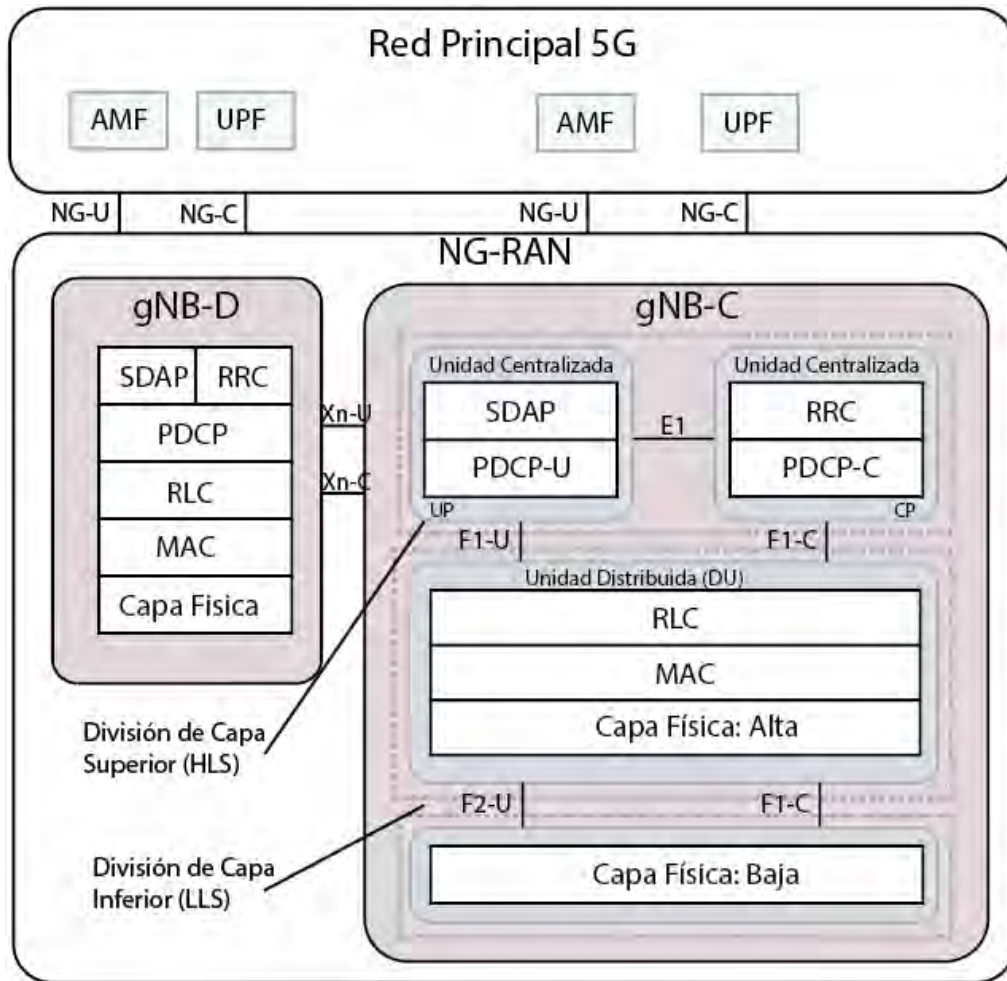 Red Principal 5G
AMF
UPF
AMF
UPF
NG-U
NG-C
NG-U
NG-C
NG-RAN
gNB-D
SDAP
RRC
PDCP
RLC
MAC
Capa Fisica
Xn-U
Xn-C
gNB-C
Unidad Centralizada
SDAP
PDCP-U
UP
E1
Unidad Centralizada
RRC
PDCP-C
CP
F1-U
F1-C
Unidad Distribuida (DU)
RLC
MAC
Capa Física: Alta
División de Capa
Superior (HLS)
F2-U
F1-C
Capa Física: Baja
División de Capa
Inferior (LLS)